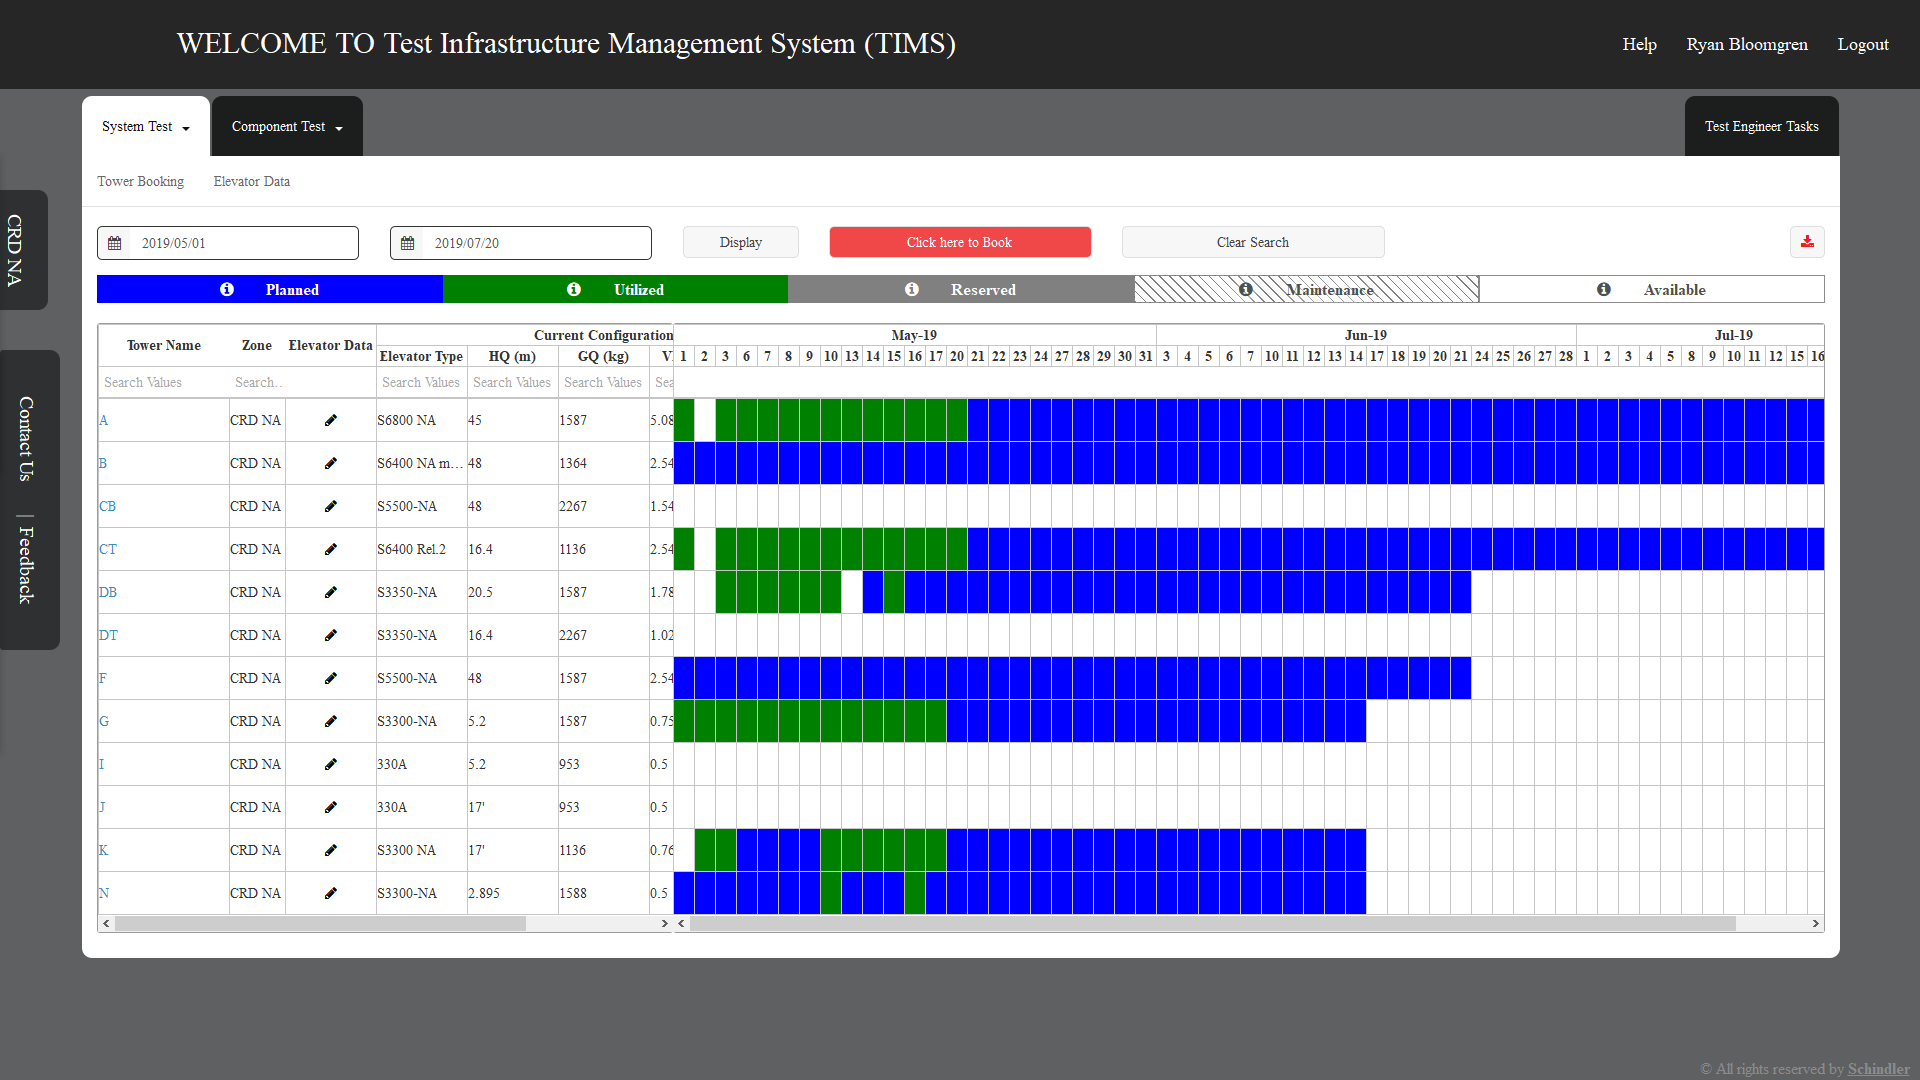 WELCOME TO Test Infrastructure Management System (TIMS)
Help Ryan Bloomgren Logout
System Test Component Test Test Engineer Tasks
Tower Booking Elevator Data
CRD NA
Contact Us | Feedback
2019/05/01 2019/07/20 Display Click here to Book Clear Search
Planned Utilized Reserved Maintenance Available
Tower Name Zone Elevator Data Current Configuration May-19 Jun-19 Jul-19
Elevator Type HQ (m) GQ (kg) V 1 2 3 6 7 8 9 10 13 14 15 16 17 20 21 22 23 24 27 28 29 30 31 3 4 5 6 7 10 11 12 13 14 17 18 19 20 21 24 25 26 27 28 1 2 3 4 5 8 9 10 11 12 15 16
Search Values Search.. Search Values Search Values Search Values Sea
A CRD NA S6800 NA 45 1587 5.08
B CRD NA S6400 NA m... 48 1364 2.54
CB CRD NA S5500-NA 48 2267 1.54
CT CRD NA S6400 Rel.2 16.4 1136 2.54
DB CRD NA S3350-NA 20.5 1587 1.78
DT CRD NA S3350-NA 16.4 2267 1.02
F CRD NA S5500-NA 48 1587 2.54
G CRD NA S3300-NA 5.2 1587 0.75
I CRD NA 330A 5.2 953 0.5
J CRD NA 330A 17' 953 0.5
K CRD NA S3300 NA 17' 1136 0.76
N CRD NA S3300-NA 2.895 1588 0.5
© All rights reserved by Schindler